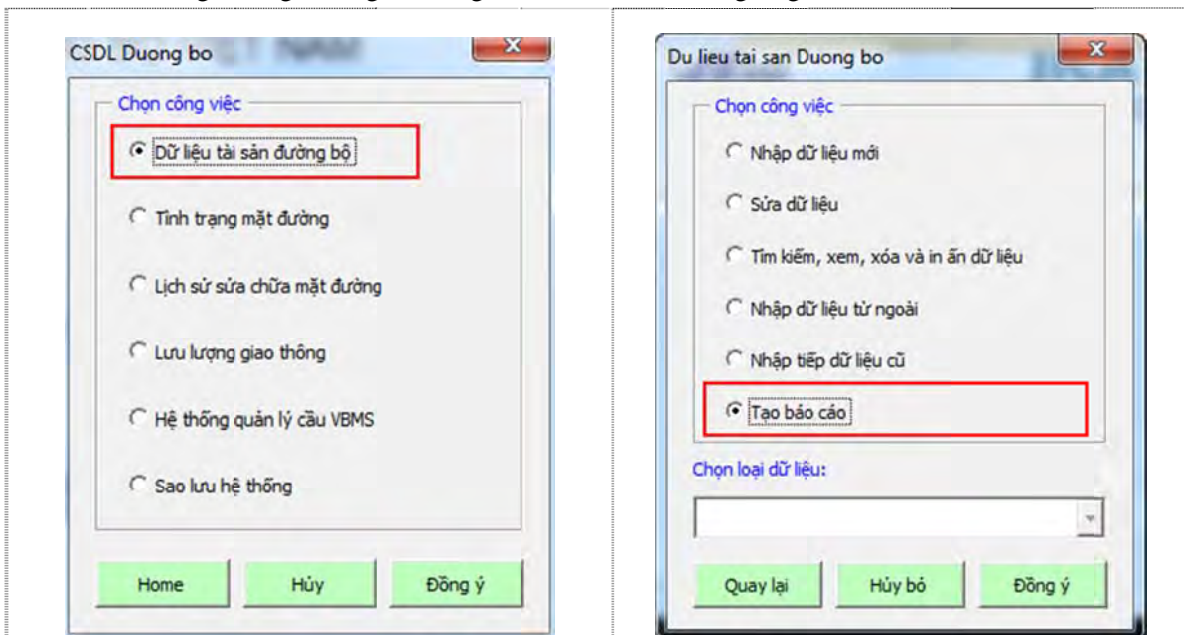 CSDL Duong bo
Chọn công việc
Dữ liệu tài sản đường bộ
Tình trạng mặt đường
Lịch sử sửa chữa mặt đường
Lưu lượng giao thông
Hệ thống quản lý cầu VBMS
Sao lưu hệ thống
Home
Hủy
Đồng ý
Du lieu tai san Duong bo
Chọn công việc
Nhập dữ liệu mới
Sửa dữ liệu
Tìm kiếm, xem, xóa và in ấn dữ liệu
Nhập dữ liệu từ ngoài
Nhập tiếp dữ liệu cũ
Tạo báo cáo
Chọn loại dữ liệu:
Quay lại
Hủy bỏ
Đồng ý